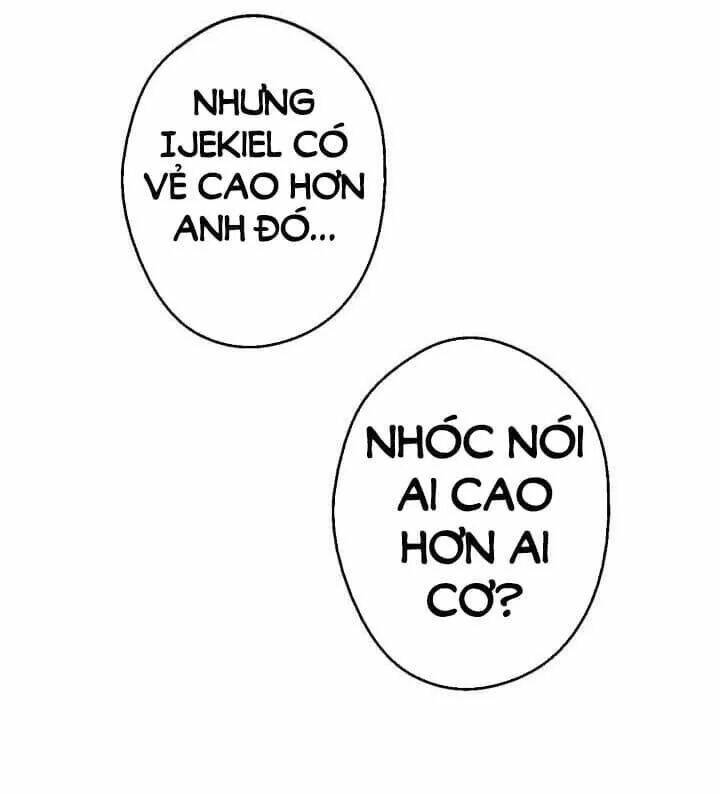 NHƯNG
IJEKIEL CÓ
VẺ CAO HƠN
ANH ĐÓ...
NHÓC NÓI
AI CAO
HƠN AI
CƠ?